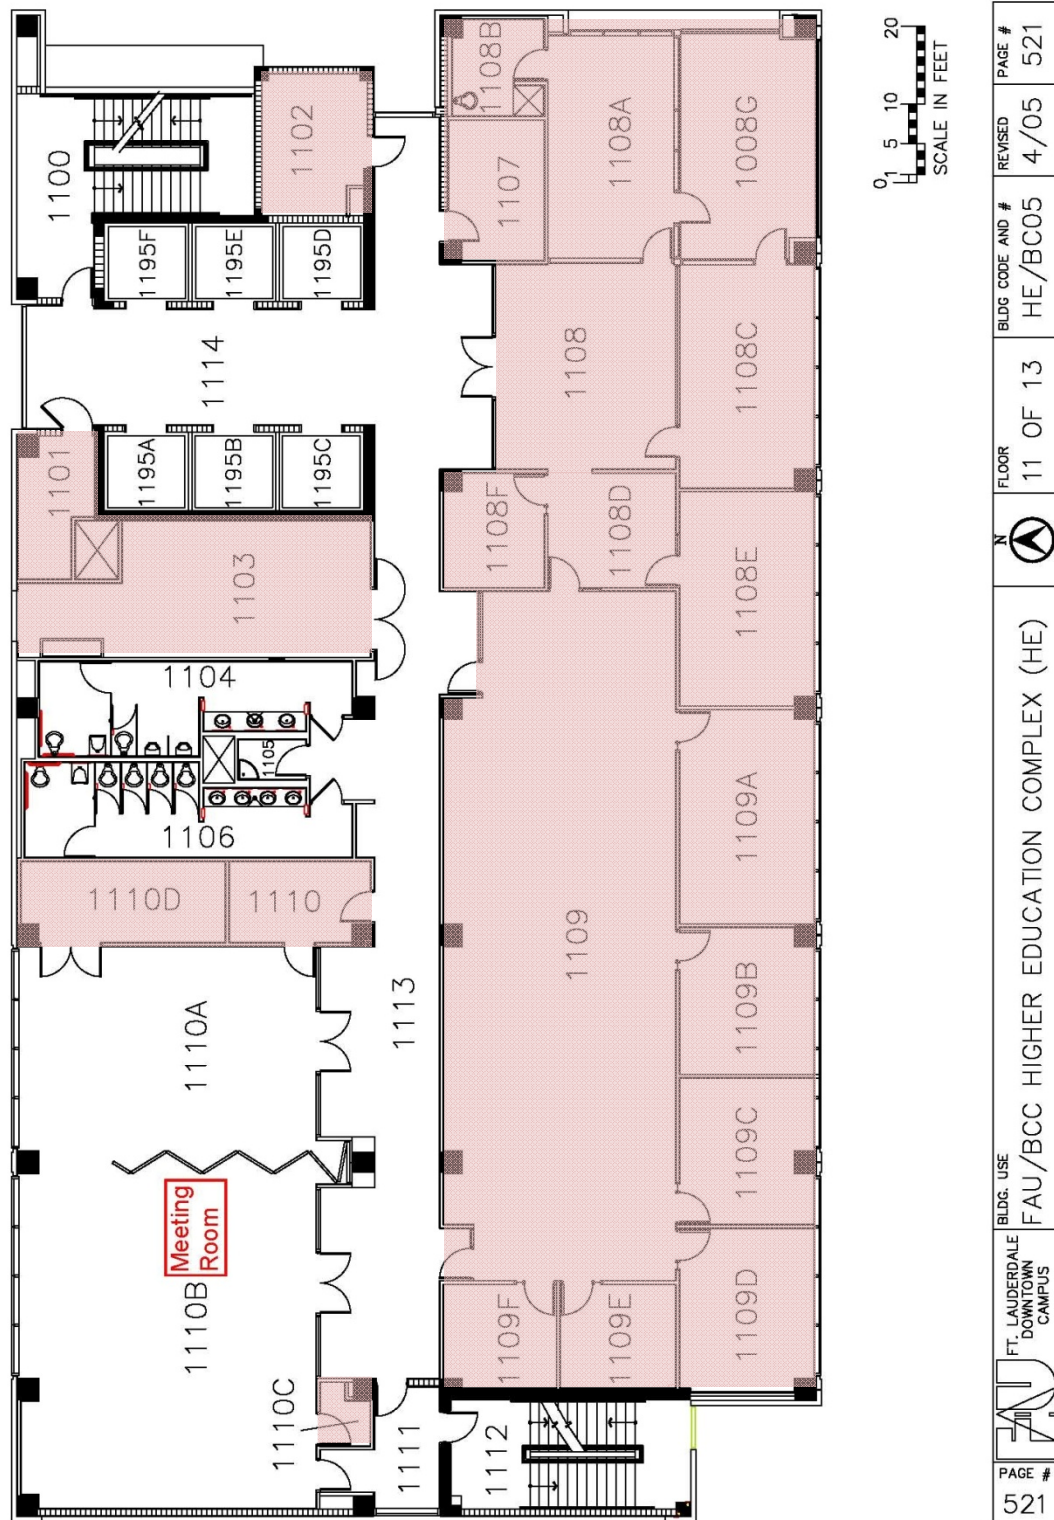 1100
1102
1108B
1107
1108A
1008G
1195F
1195E
1195D
1114
1108
1108C
1101
1195A
1195B
1195C
1103
1108F
1108D
1108E
1104
1105
1106
1109A
1110D
1110
1109
1109B
1110A
1113
1109C
Meeting
Room
1110B
1110C
1109F
1109E
1109D
1111
1112
0 1 5 10 20
SCALE IN FEET
PAGE #
521
FAU
FT. LAUDERDALE
DOWNTOWN
CAMPUS
BLDG. USE
FAU/BCC HIGHER EDUCATION COMPLEX (HE)
N
FLOOR
11 OF 13
BLDG CODE AND #
HE/BC05
REVISED
4/05
PAGE #
521